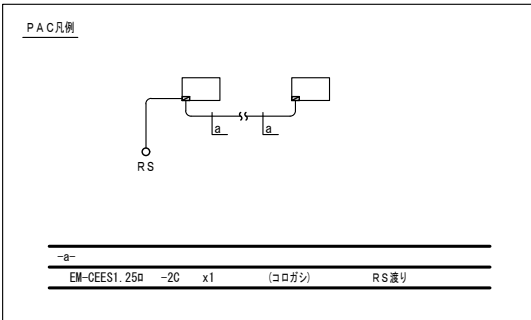 PAC凡例
a a
RS
-a-
EM-CEES1.25□ -2C x1 (コロガシ) RS渡り